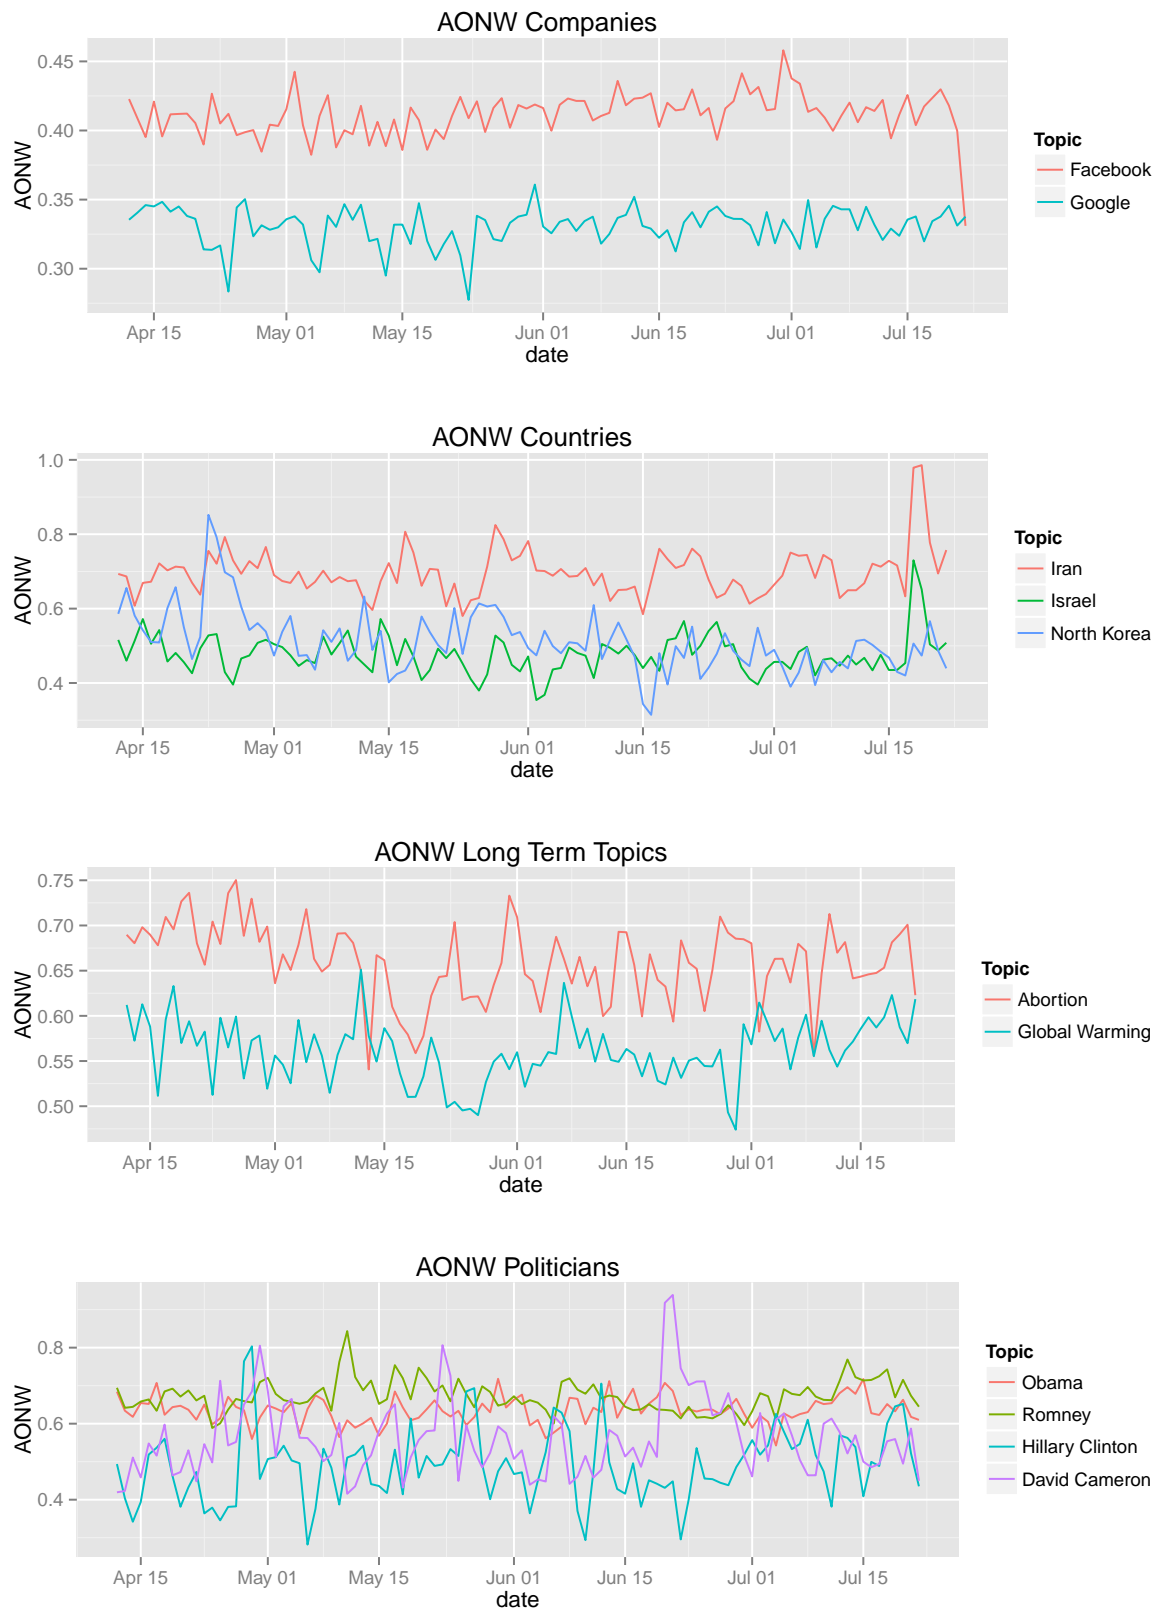 AONW Companies
0.45
0.40
0.35
0.30
AONW
Apr 15 May 01 May 15 Jun 01 Jun 15 Jul 01 Jul 15
date
Topic
Facebook
Google
AONW Countries
1.0
0.8
0.6
0.4
AONW
Apr 15 May 01 May 15 Jun 01 Jun 15 Jul 01 Jul 15
date
Topic
Iran
Israel
North Korea
AONW Long Term Topics
0.75
0.70
0.65
0.60
0.55
0.50
AONW
Apr 15 May 01 May 15 Jun 01 Jun 15 Jul 01 Jul 15
date
Topic
Abortion
Global Warming
AONW Politicians
0.8
0.6
0.4
AONW
Apr 15 May 01 May 15 Jun 01 Jun 15 Jul 01 Jul 15
date
Topic
Obama
Romney
Hillary Clinton
David Cameron